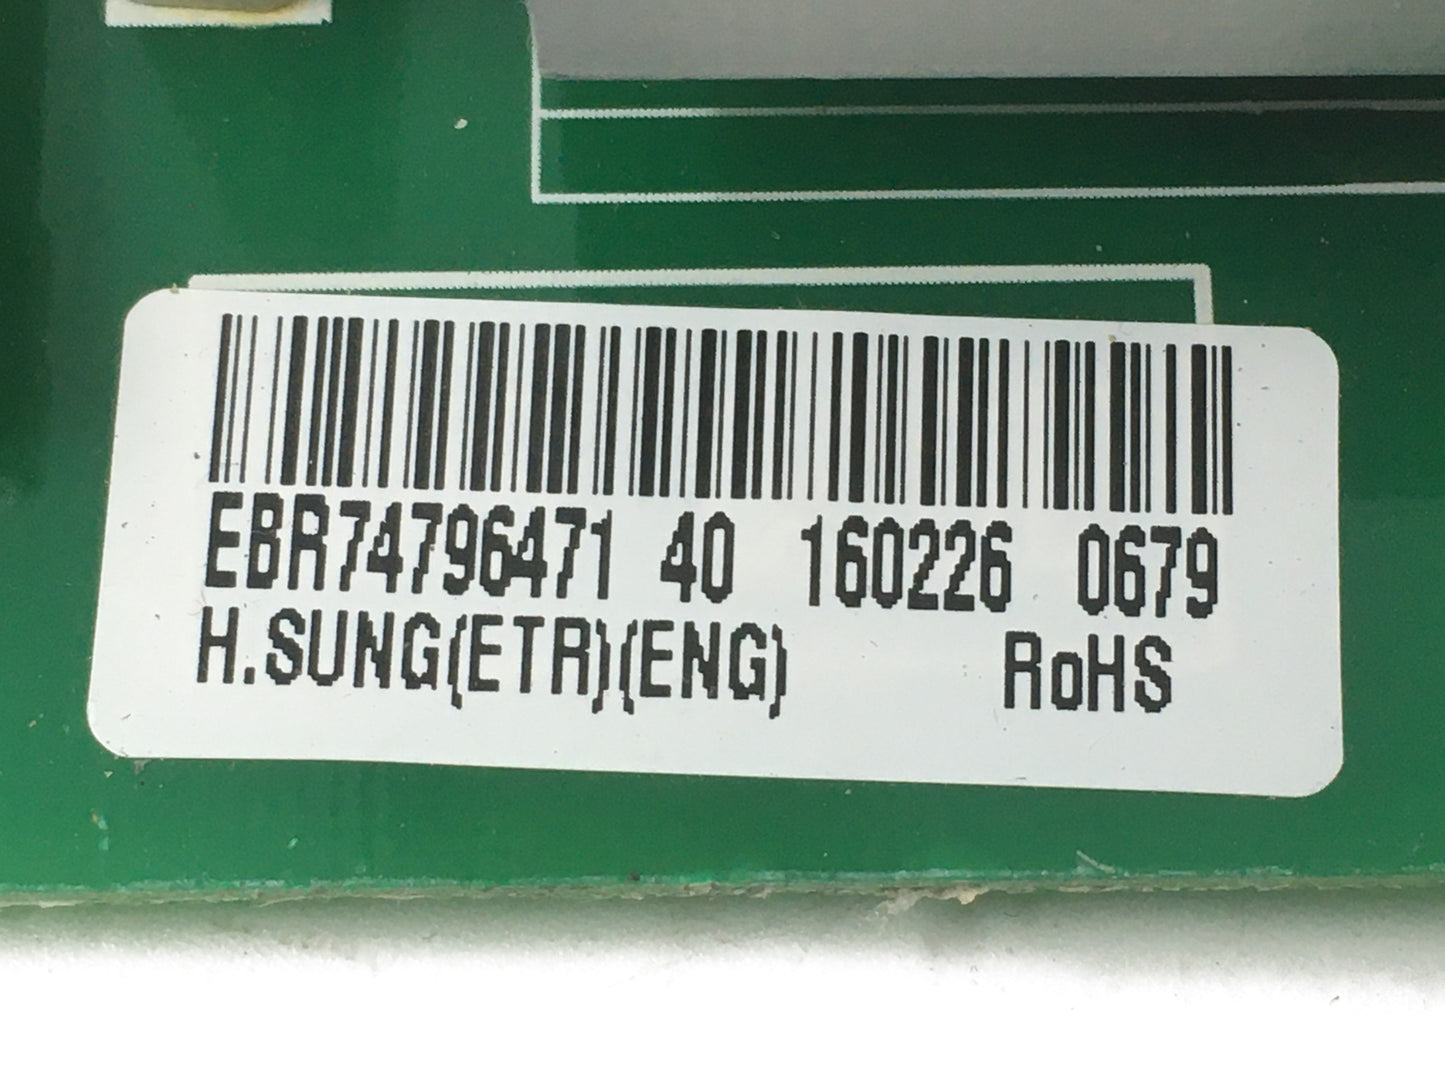 EBR74796471 40 160226 0679
H.SUNG(ETR)(ENG) RoHS